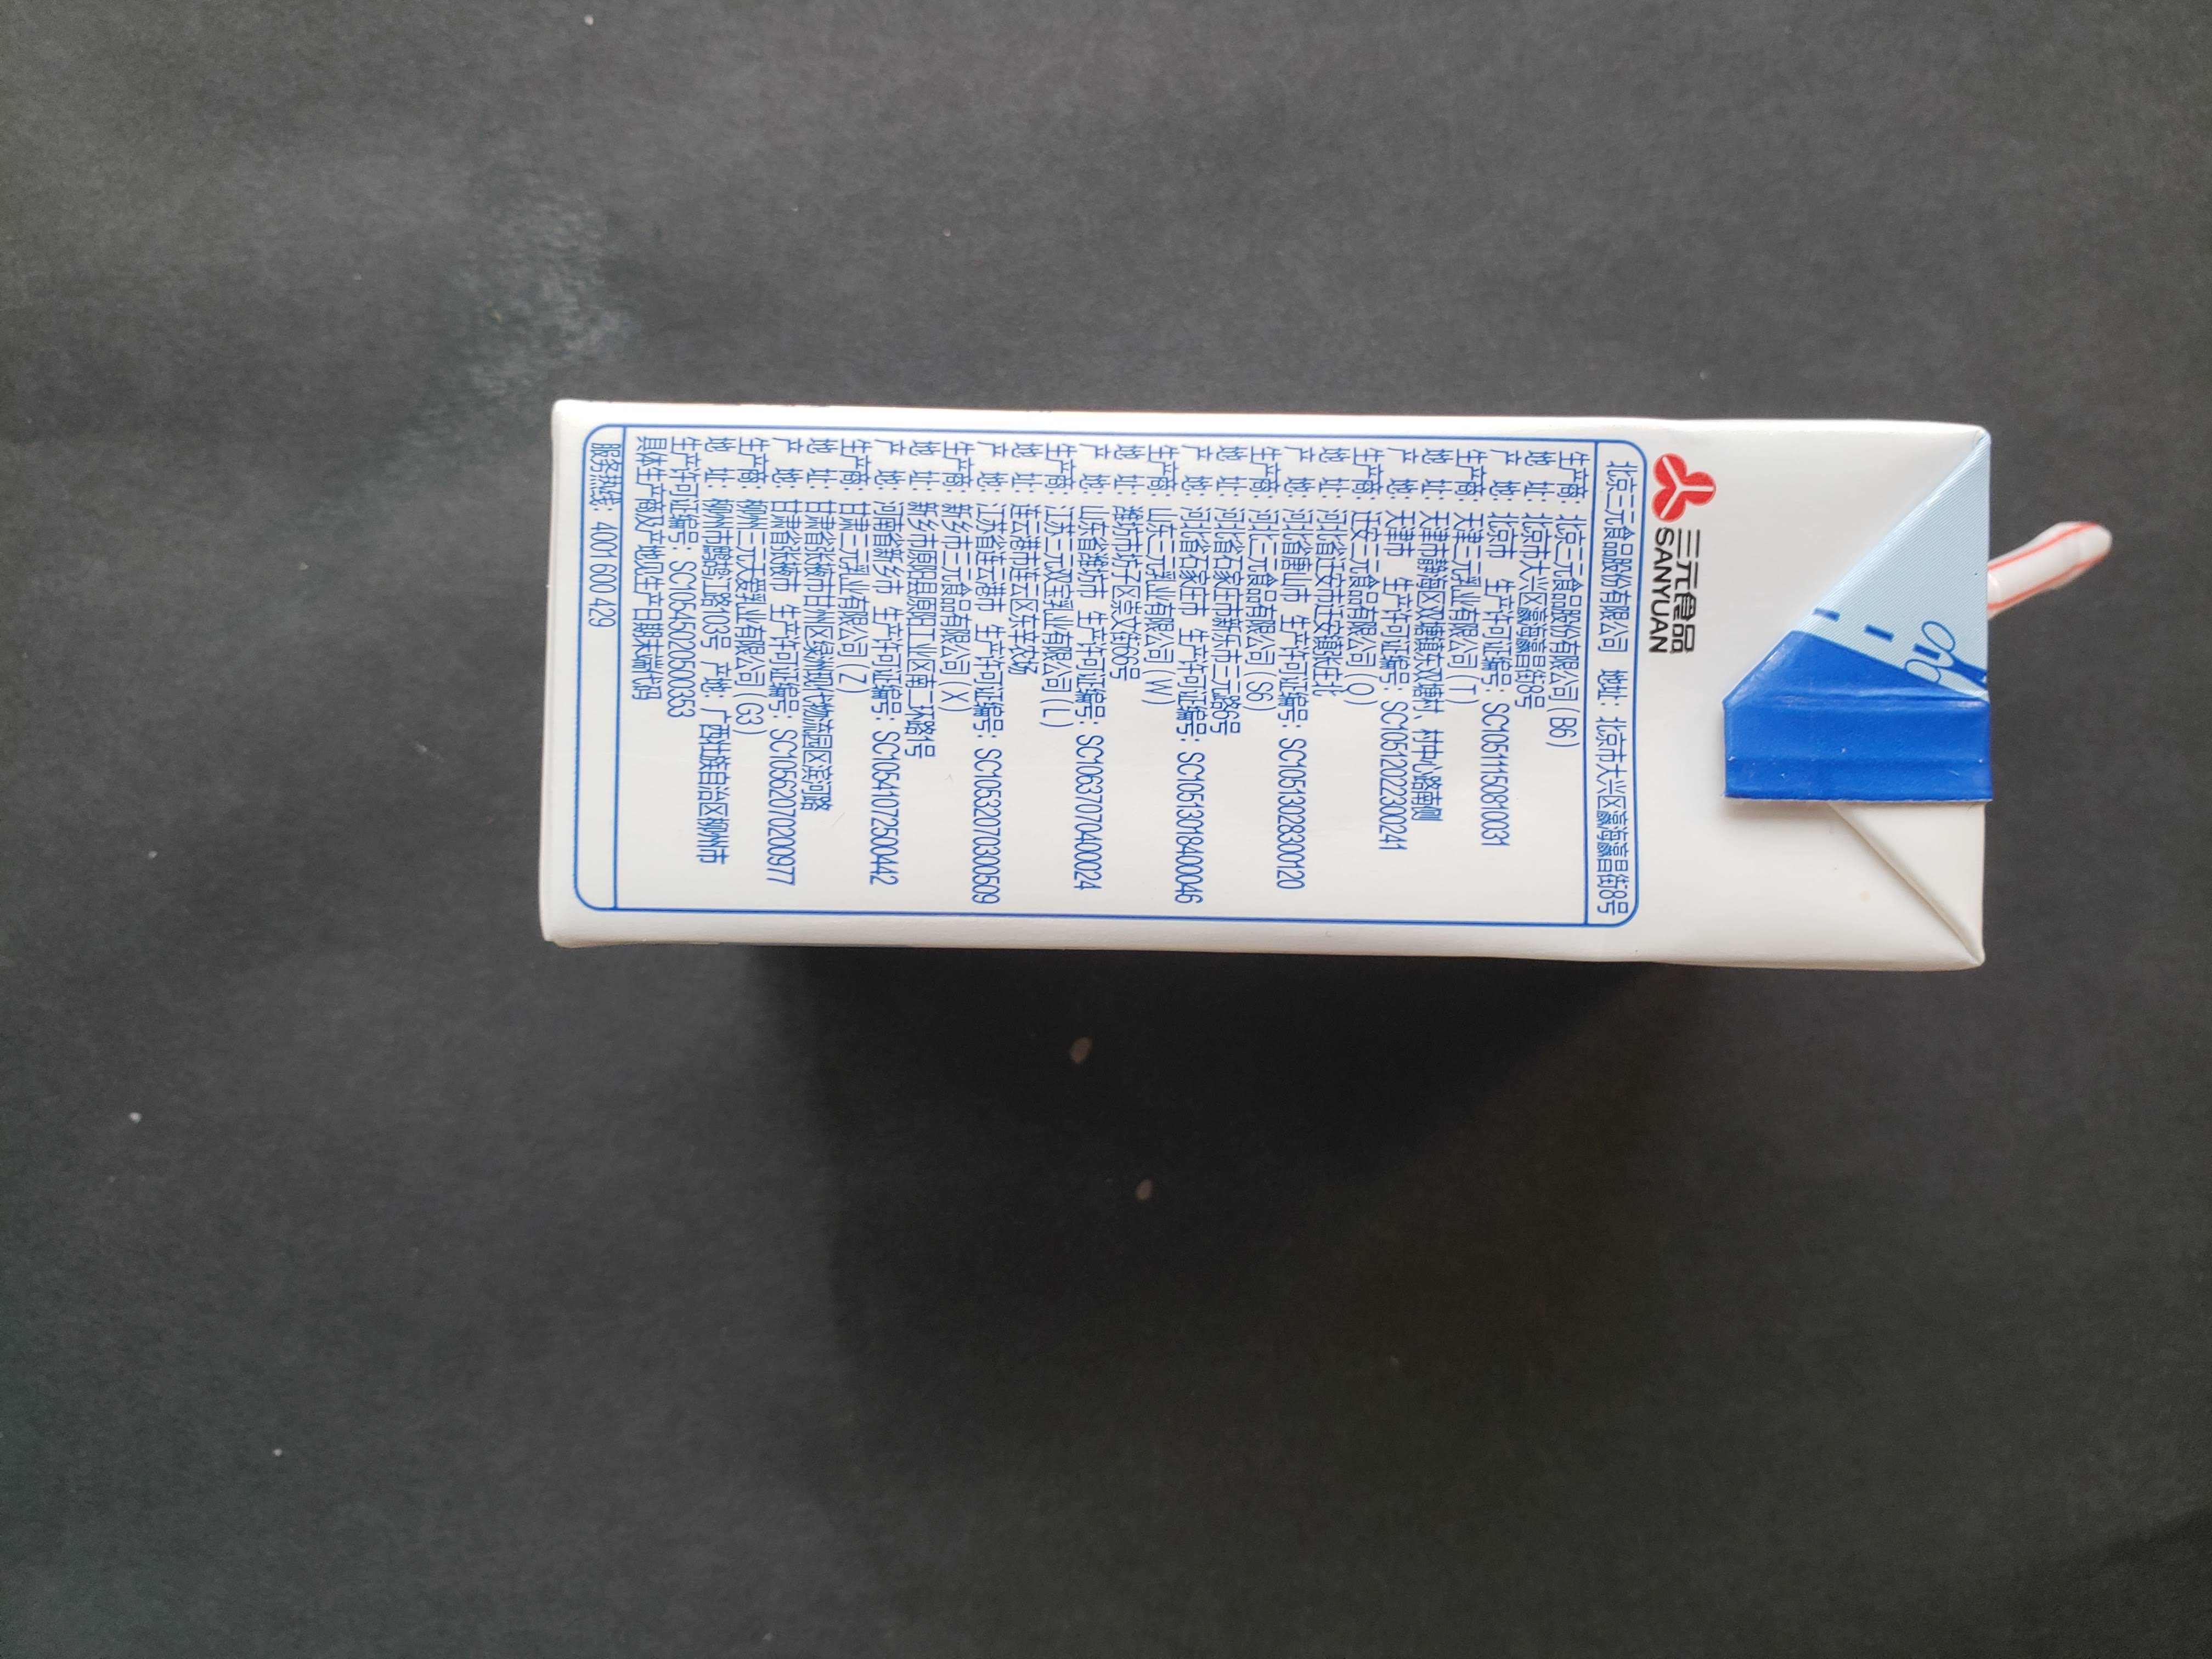 三元食品
SANYUAN
北京三元食品股份有限公司 地址：北京市大兴区瀛海瀛昌街8号
生产商：北京三元食品股份有限公司（B6）
地 址：北京市大兴区瀛海瀛昌街8号
产 地：北京市 生产许可证编号：SC10511150810031
生产商：天津三元乳业有限公司（T）
地 址：天津市静海区双塘镇东双塘村、村中心路南侧
产 地：天津市 生产许可证编号：SC10512022300241
生产商：迁安三元食品有限公司（Q）
地 址：河北省迁安市迁安镇张庄北
产 地：河北省唐山市 生产许可证编号：SC10513028300120
生产商：河北三元食品有限公司（S6）
地 址：河北省石家庄市新乐市三元路6号
产 地：河北省石家庄市 生产许可证编号：SC10513018400046
生产商：山东三元乳业有限公司（W）
地 址：潍坊市坊子区崇文街66号
产 地：山东省潍坊市 生产许可证编号：SC10637070400024
生产商：江苏三元双宝乳业有限公司（L）
地 址：连云港市连云区东辛农场
产 地：江苏省连云港市 生产许可证编号：SC10532070300509
生产商：新乡市三元食品有限公司（X）
地 址：新乡市原阳县原阳工业区南二环路1号
产 地：河南省新乡市 生产许可证编号：SC10541072500442
生产商：甘肃三元乳业有限公司（Z）
地 址：甘肃省张掖市甘州区绿洲现代物流园区滨河路
产 地：甘肃省张掖市 生产许可证编号：SC10562070200977
生产商：柳州三元天爱乳业有限公司（G3）
地 址：柳州市鹧鸪江路103号 产地：广西壮族自治区柳州市
生产许可证编号：SC10545020500353
具体生产商及产地见生产日期末端代码
服务热线：4001 600 429